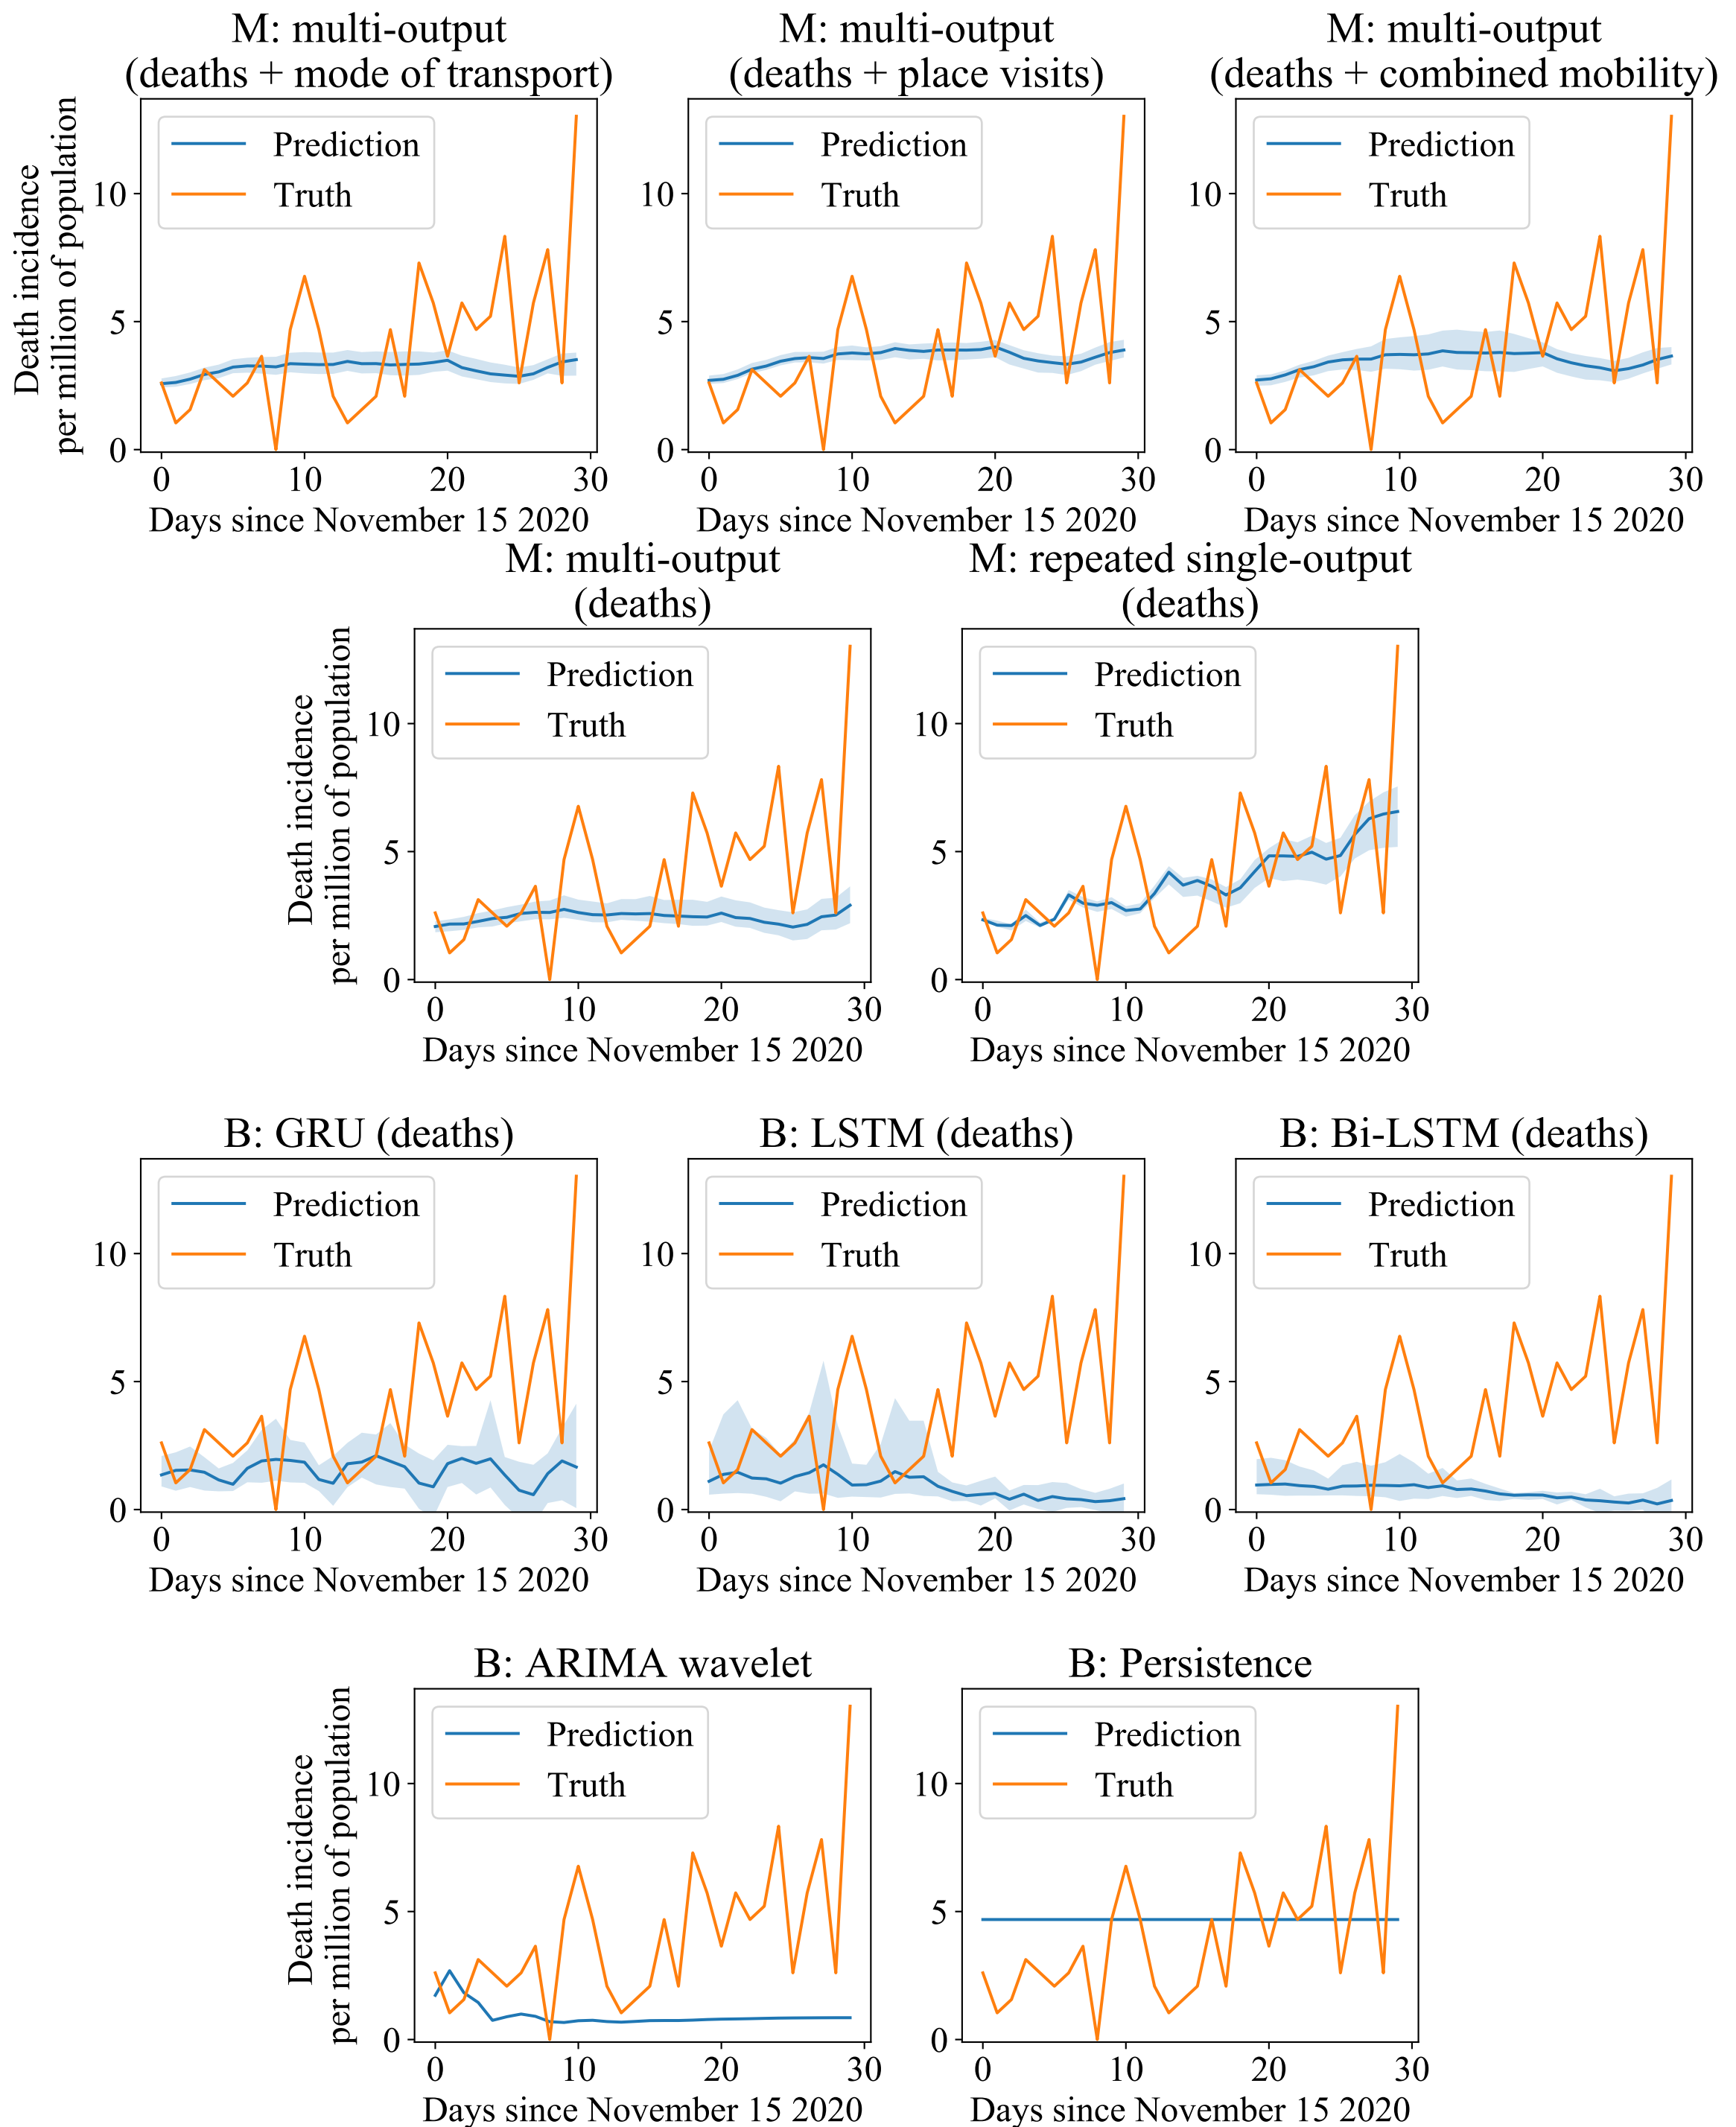 M: multi-output
(deaths + mode of transport)
Death incidence
per million of population
10
5
0
Prediction
Truth
0 10 20 30
Days since November 15 2020
M: multi-output
(deaths + place visits)
10
5
0
Prediction
Truth
0 10 20 30
Days since November 15 2020
M: multi-output
(deaths + combined mobility)
10
5
0
Prediction
Truth
0 10 20 30
Days since November 15 2020
M: multi-output
(deaths)
Death incidence
per million of population
10
5
0
Prediction
Truth
0 10 20 30
Days since November 15 2020
M: repeated single-output
(deaths)
10
5
0
Prediction
Truth
0 10 20 30
Days since November 15 2020
B: GRU (deaths)
10
5
0
Prediction
Truth
0 10 20 30
Days since November 15 2020
B: LSTM (deaths)
10
5
0
Prediction
Truth
0 10 20 30
Days since November 15 2020
B: Bi-LSTM (deaths)
10
5
0
Prediction
Truth
0 10 20 30
Days since November 15 2020
B: ARIMA wavelet
Death incidence
per million of population
10
5
0
Prediction
Truth
0 10 20 30
Days since November 15 2020
B: Persistence
10
5
0
Prediction
Truth
0 10 20 30
Days since November 15 2020